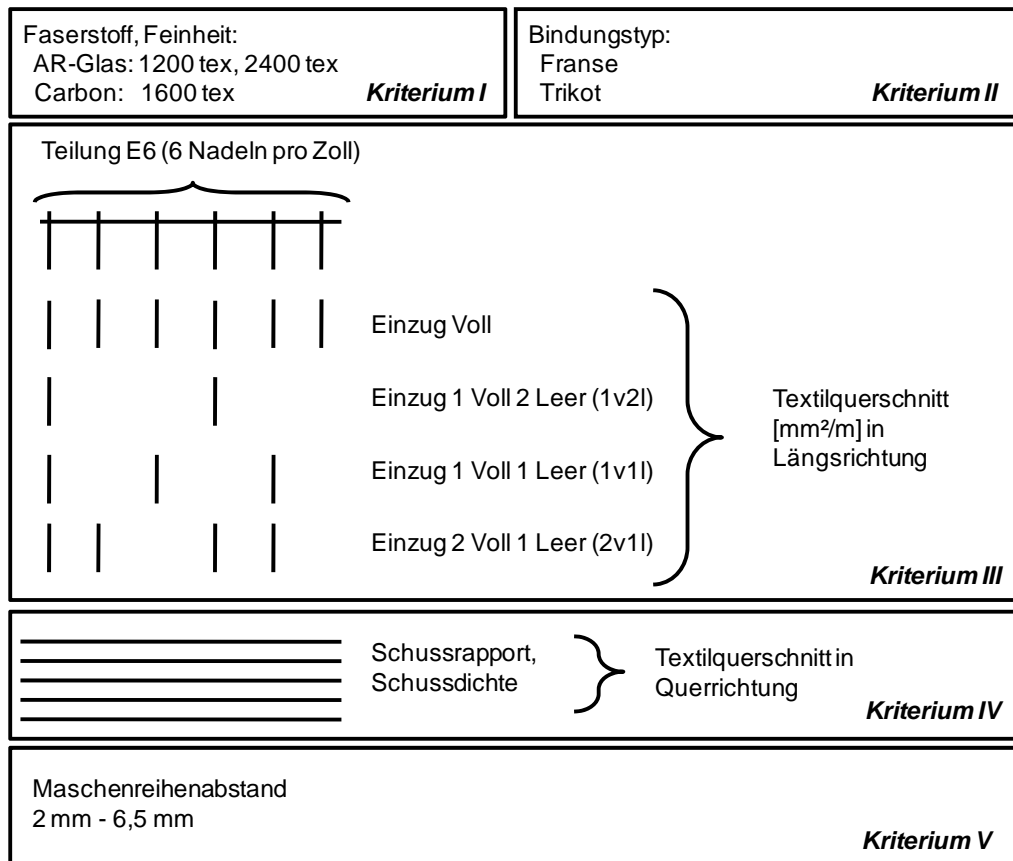 Faserstoff, Feinheit:
AR-Glas: 1200 tex, 2400 tex
Carbon: 1600 tex
Kriterium I
Bindungstyp:
Franse
Trikot
Kriterium II
Teilung E6 (6 Nadeln pro Zoll)
Einzug Voll
Einzug 1 Voll 2 Leer (1v2l)
Einzug 1 Voll 1 Leer (1v1l)
Einzug 2 Voll 1 Leer (2v1l)
Textilquerschnitt
[mm²/m] in
Längsrichtung
Kriterium III
Schussrapport,
Schussdichte
Textilquerschnitt in
Querrichtung
Kriterium IV
Maschenreihenabstand
2 mm - 6,5 mm
Kriterium V